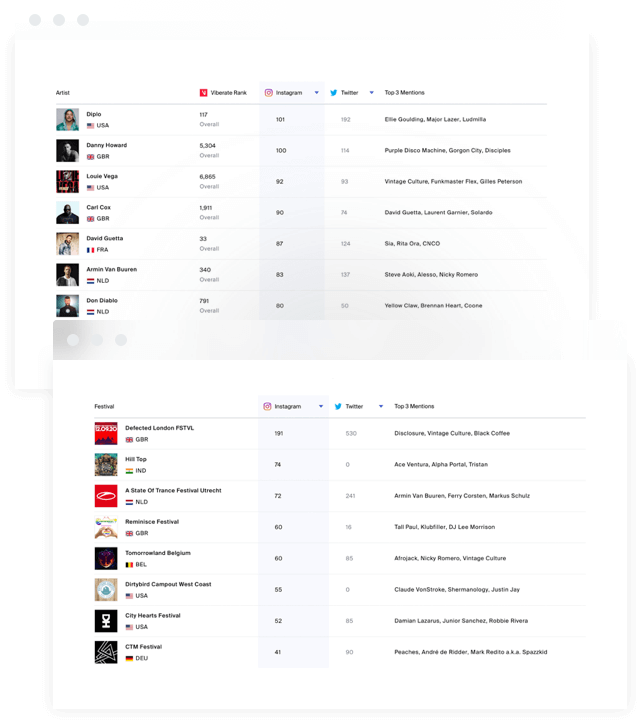 Artist Viberate Rank Instagram Twitter Top 3 Mentions
Diplo 117 101 192 Ellie Goulding, Major Lazer, Ludmilla
USA Overall
Danny Howard 5,304 100 114 Purple Disco Machine, Gorgon City, Disciples
GBR Overall
Louie Vega 6,865 92 93 Vintage Culture, Funkmaster Flex, Gilles Peterson
USA Overall
Carl Cox 1,911 90 74 David Guetta, Laurent Garnier, Solardo
GBR Overall
David Guetta 33 87 124 Sia, Rita Ora, CNCO
FRA Overall
Armin Van Buuren 340 83 137 Steve Aoki, Alesso, Nicky Romero
NLD Overall
Don Diablo 791 80 50 Yellow Claw, Brennan Heart, Coone
NLD Overall
Festival Instagram Twitter Top 3 Mentions
Defected London FSTVL 191 530 Disclosure, Vintage Culture, Black Coffee
GBR
Hill Top 74 0 Ace Ventura, Alpha Portal, Tristan
IND
A State Of Trance Festival Utrecht 72 241 Armin Van Buuren, Ferry Corsten, Markus Schulz
NLD
Reminisce Festival 60 16 Tall Paul, Klubfiller, DJ Lee Morrison
GBR
Tomorrowland Belgium 60 85 Afrojack, Nicky Romero, Vintage Culture
BEL
Dirtybird Campout West Coast 55 0 Claude VonStroke, Shermanology, Justin Jay
USA
City Hearts Festival 52 85 Damian Lazarus, Junior Sanchez, Robbie Rivera
USA
CTM Festival 41 90 Peaches, André de Ridder, Mark Redito a.k.a. Spazzkid
DEU